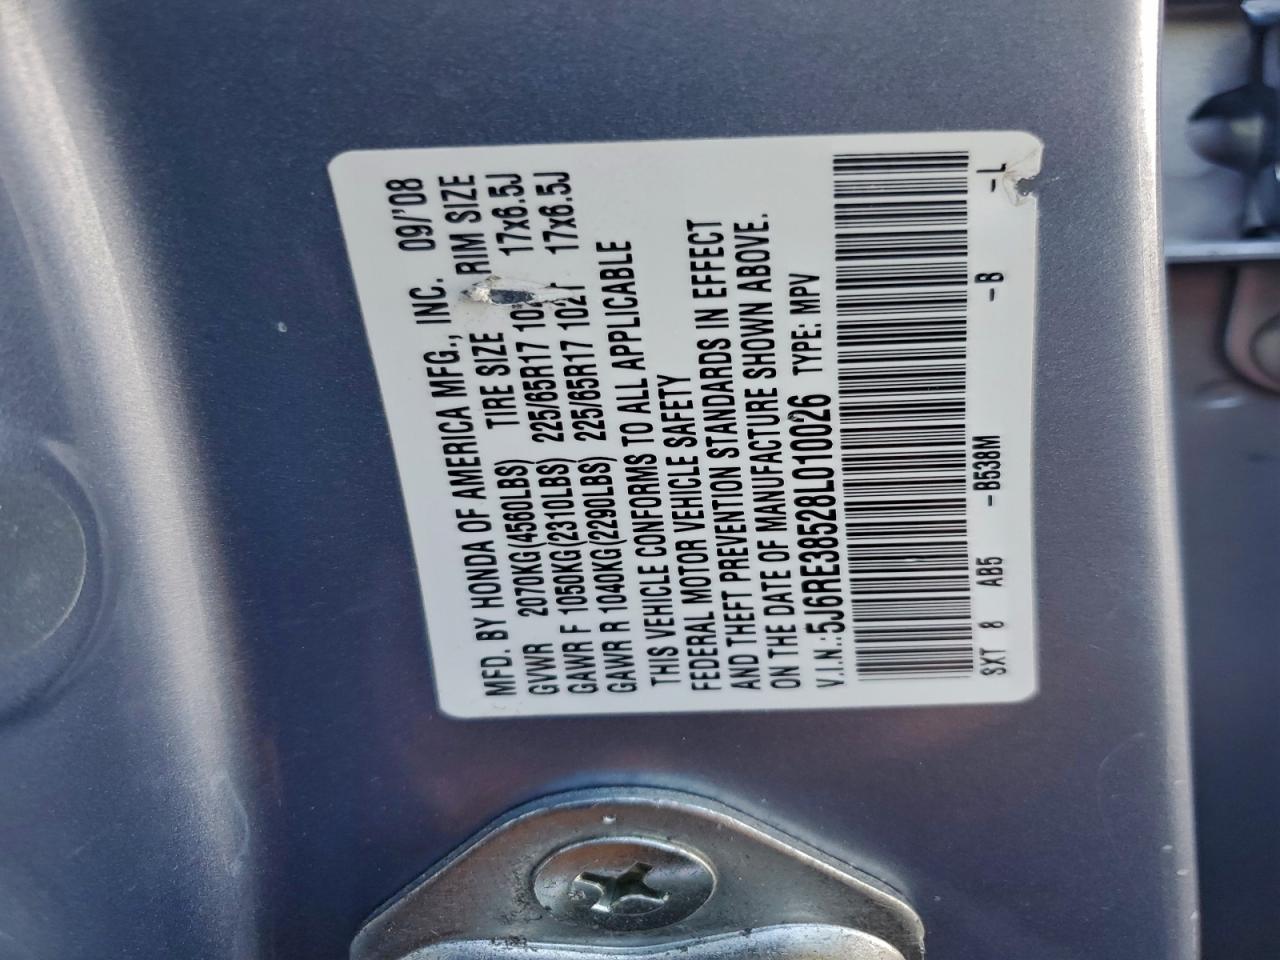 MFD. BY HONDA OF AMERICA MFG., INC. 09/'08
GVWR 2070KG(4560LBS) TIRE SIZE RIM SIZE
GAWR F 1050KG(2310LBS) 225/65R17 17x6.5J
GAWR R 1040KG(2290LBS) 225/65R17 102T 17x6.5J
THIS VEHICLE CONFORMS TO ALL APPLICABLE
FEDERAL MOTOR VEHICLE SAFETY
AND THEFT PREVENTION STANDARDS IN EFFECT
ON THE DATE OF MANUFACTURE SHOWN ABOVE.
V.I.N.: 5J6RE38528L010026 TYPE: MPV
SXT 8 AB5 -B538M -B -L